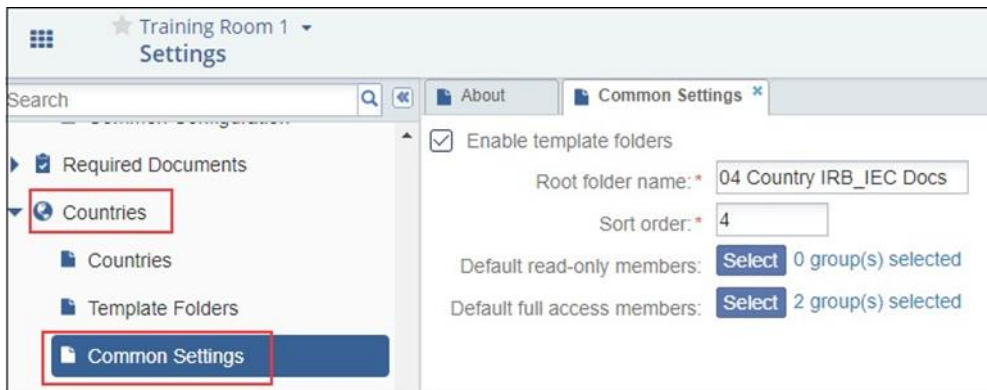 Training Room 1
Settings
Search
About
Common Settings
Common Configuration
Required Documents
Countries
Countries
Template Folders
Common Settings
Enable template folders
Root folder name:* 04 Country IRB_IEC Docs
Sort order:* 4
Default read-only members: Select 0 group(s) selected
Default full access members: Select 2 group(s) selected